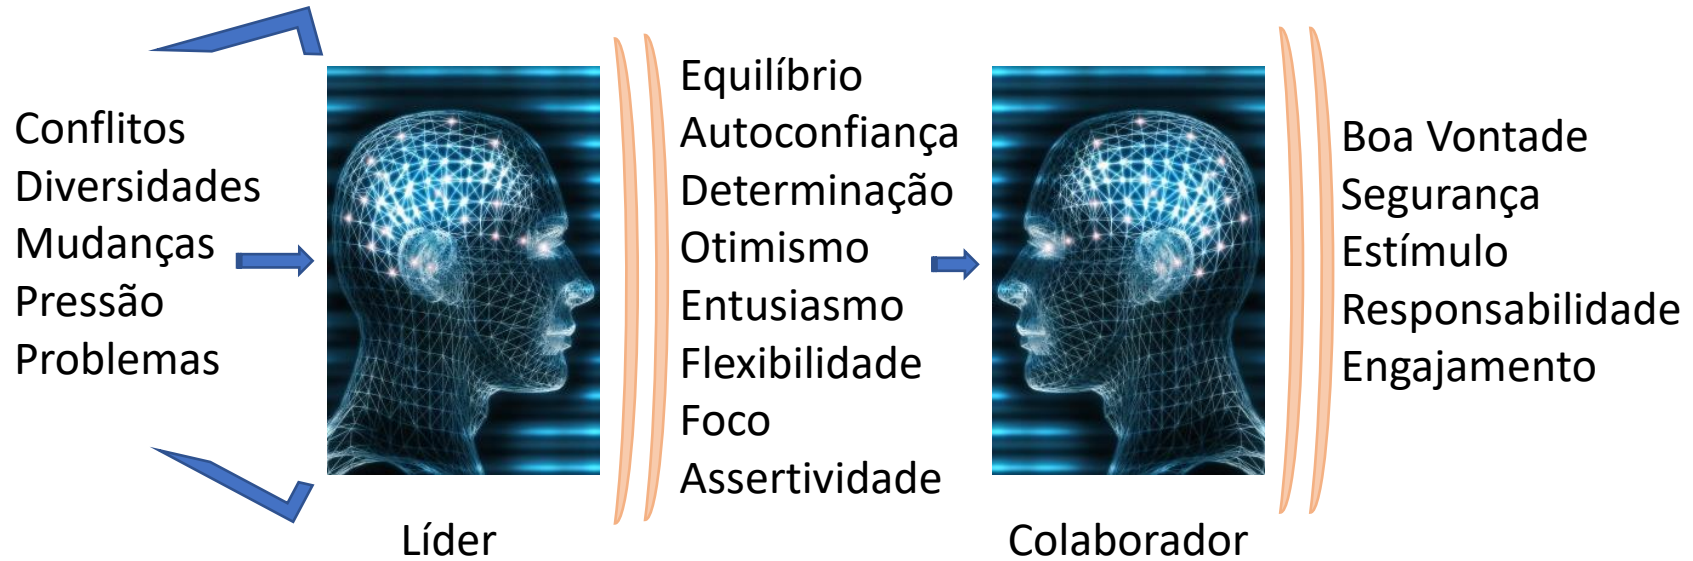 Conflitos
Diversidades
Mudanças
Pressão
Problemas
Líder
Equilíbrio
Autoconfiança
Determinação
Otimismo
Entusiasmo
Flexibilidade
Foco
Assertividade
Colaborador
Boa Vontade
Segurança
Estímulo
Responsabilidade
Engajamento